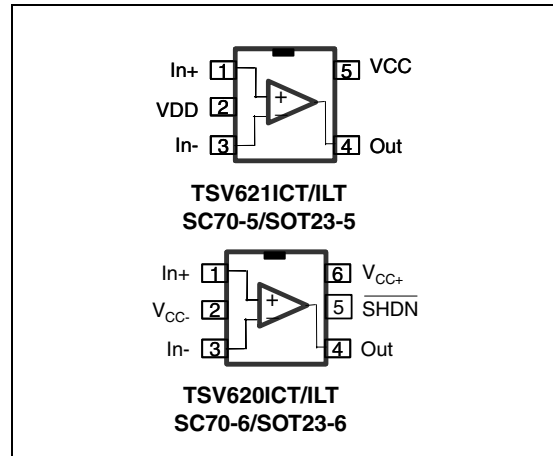 In+ 1 5 VCC
VDD 2 +
−
In- 3 4 Out
TSV621ICT/ILT
SC70-5/SOT23-5
In+ 1 6 VCC+
VCC- 2 + 5 SHDN
−
In- 3 4 Out
TSV620ICT/ILT
SC70-6/SOT23-6